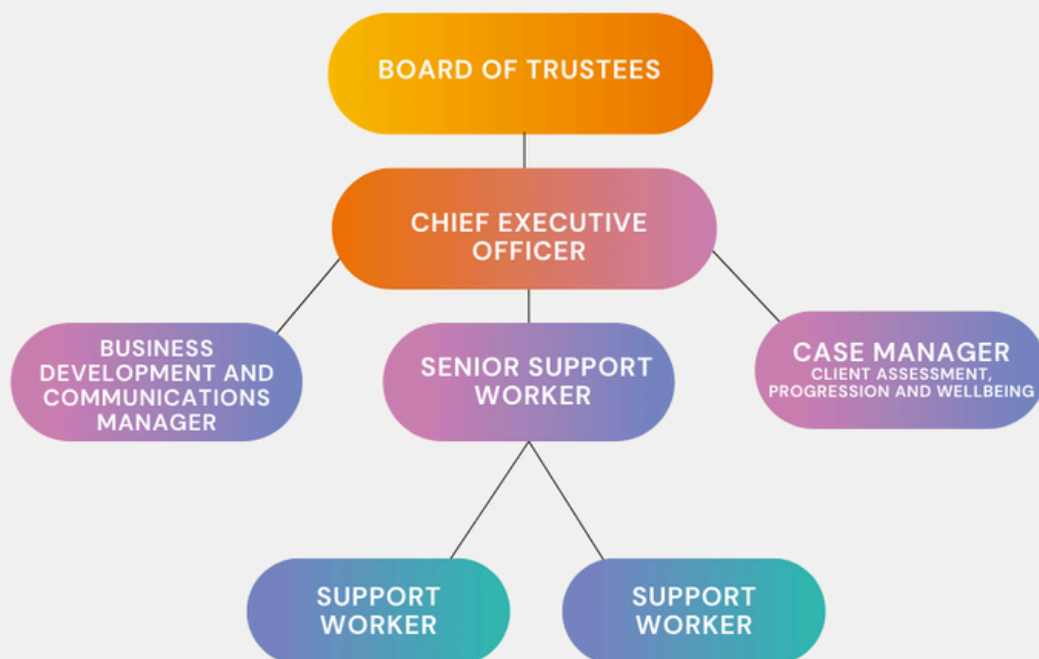 BOARD OF TRUSTEES
CHIEF EXECUTIVE
OFFICER
BUSINESS
DEVELOPMENT AND
COMMUNICATIONS
MANAGER
SENIOR SUPPORT
WORKER
CASE MANAGER
CLIENT ASSESSMENT,
PROGRESSION AND WELLBEING
SUPPORT
WORKER
SUPPORT
WORKER